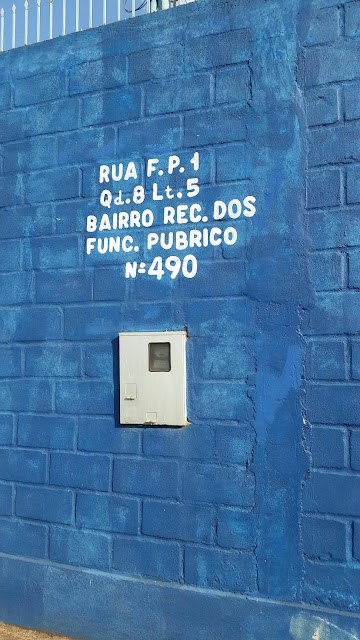 RUA F.P.1
Qd.8 Lt.5
BAIRRO REC. DOS
FUNC. PUBRICO
Nº490